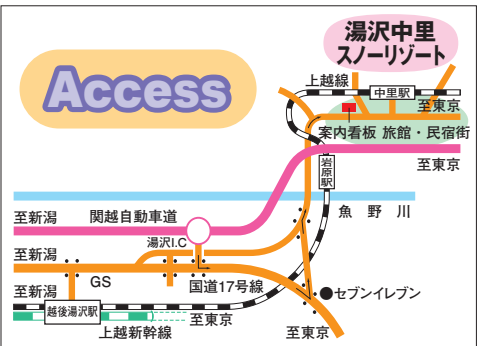 湯沢中里
スノーリゾート
Access
上越線
中里駅
至東京
案内看板 旅館・民宿街
岩原駅
至東京
魚野川
至新潟
関越自動車道
湯沢I.C
至新潟
GS
国道17号線
至新潟
セブンイレブン
越後湯沢駅
至東京
上越新幹線
至東京